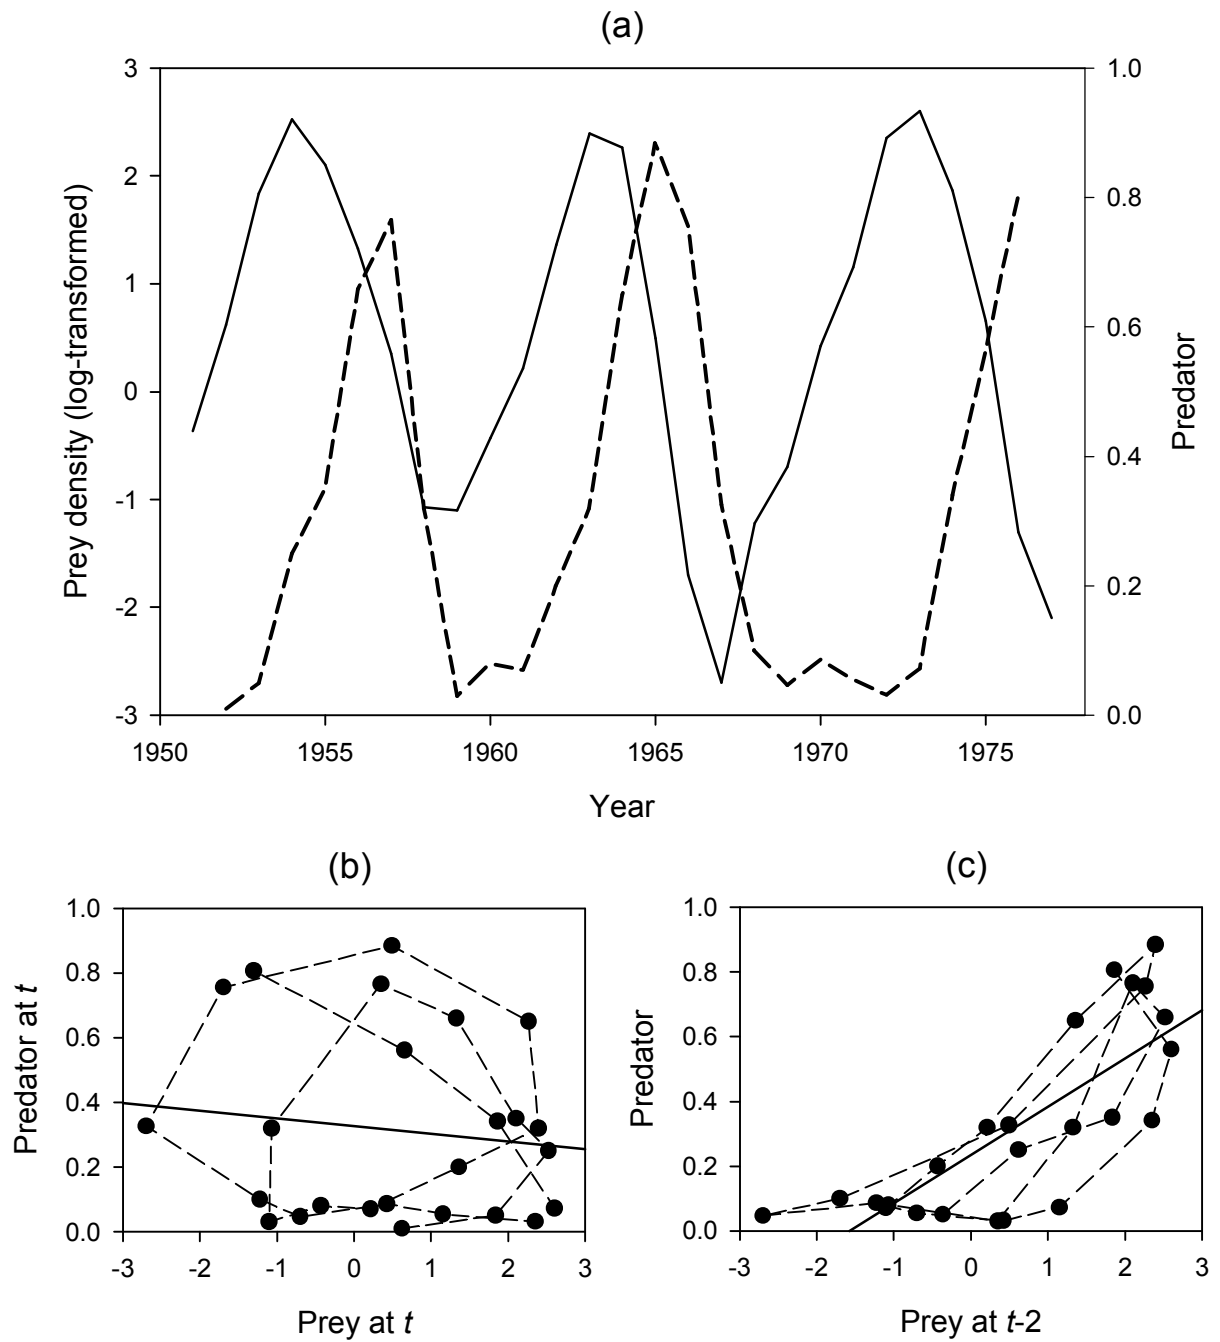 (a)
3
2
1
0
-1
-2
-3
Prey density (log-transformed)
1.0
0.8
0.6
0.4
0.2
0.0
Predator
1950 1955 1960 1965 1970 1975
Year
(b)
1.0
0.8
0.6
0.4
0.2
0.0
Predator at t
-3 -2 -1 0 1 2 3
Prey at t
(c)
1.0
0.8
0.6
0.4
0.2
0.0
Predator
-3 -2 -1 0 1 2 3
Prey at t-2